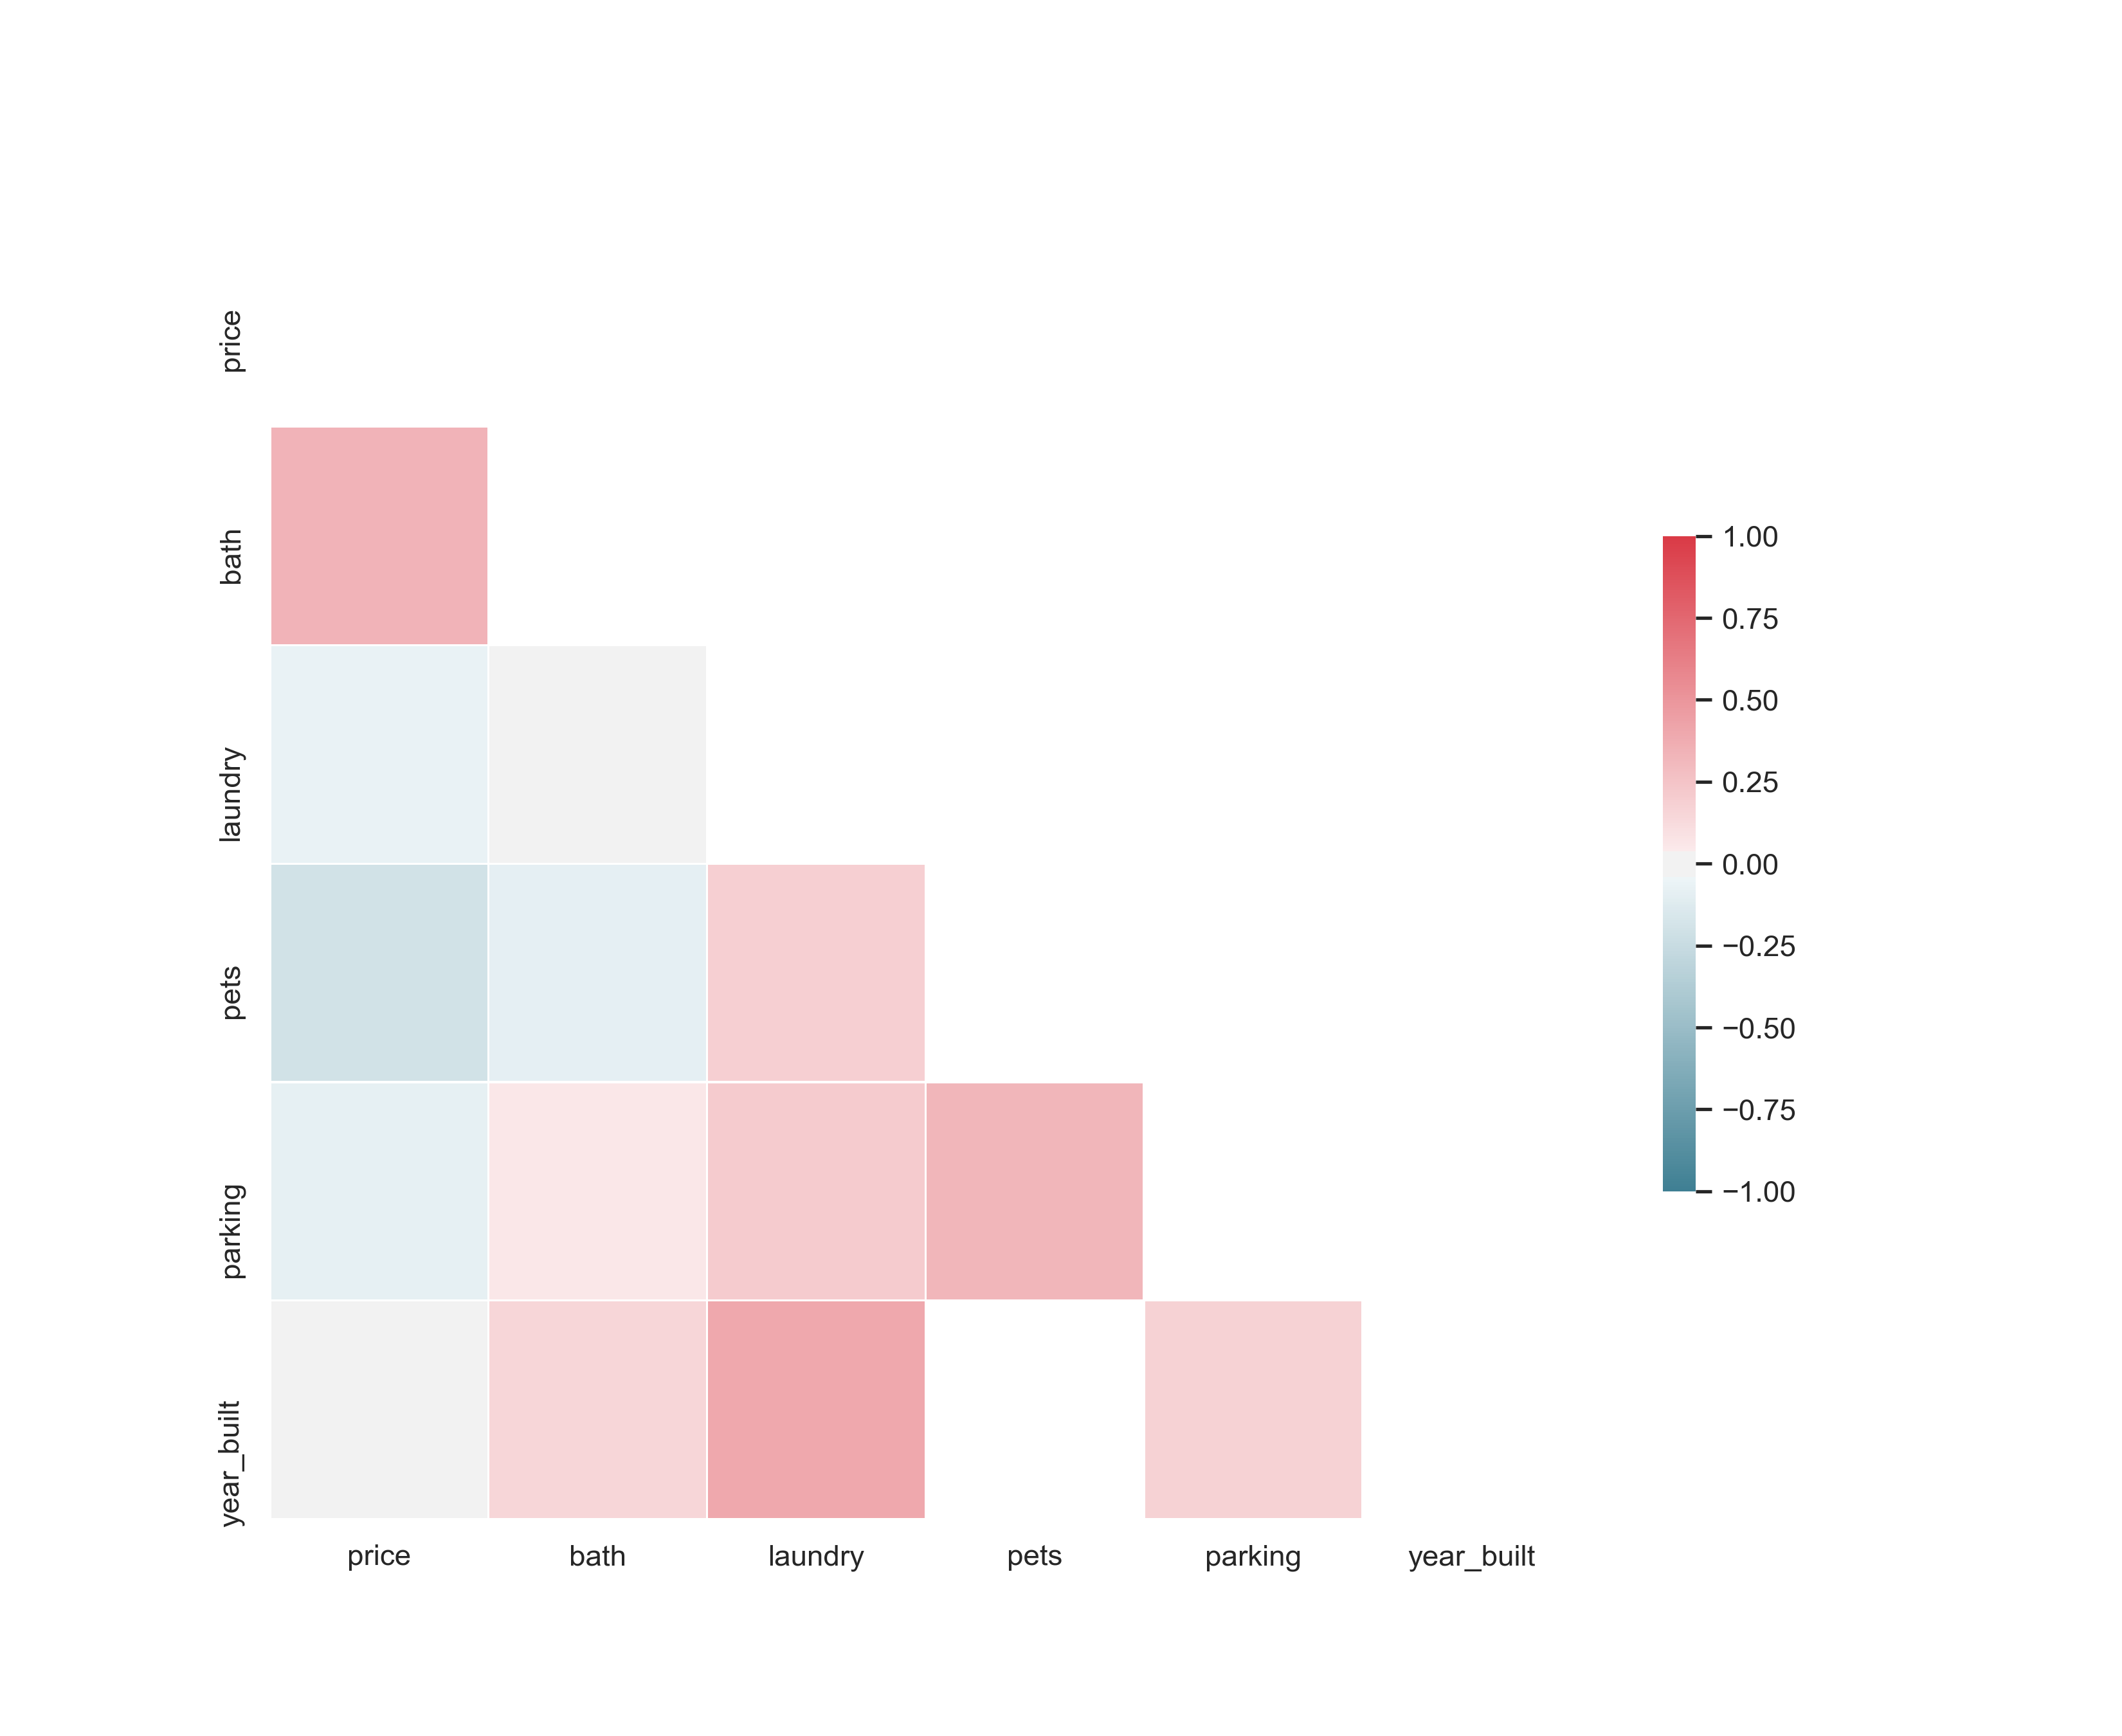 price
bath
laundry
pets
parking
year_built
price bath laundry pets parking year_built
1.00
0.75
0.50
0.25
0.00
−0.25
−0.50
−0.75
−1.00